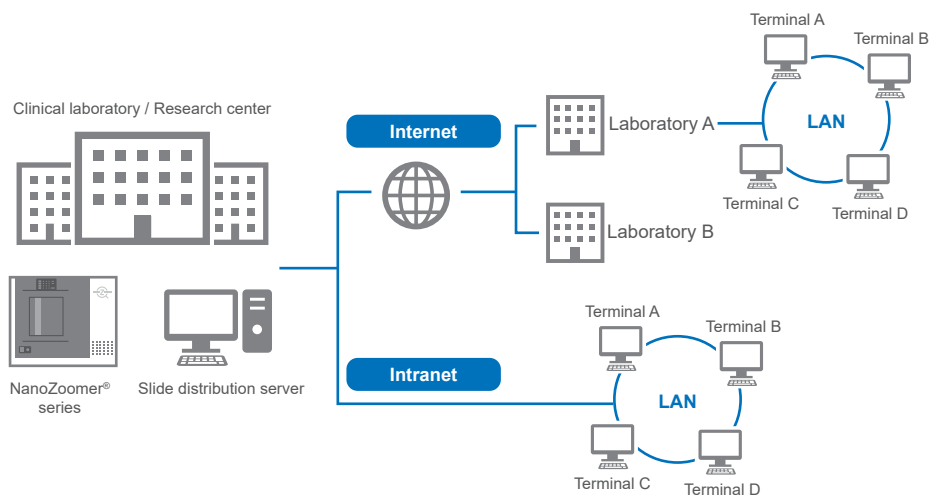 Clinical laboratory / Research center
NanoZoomer®
series
Slide distribution server
Internet
Laboratory A
Laboratory B
Terminal A
Terminal B
LAN
Terminal C
Terminal D
Intranet
Terminal A
Terminal B
LAN
Terminal C
Terminal D